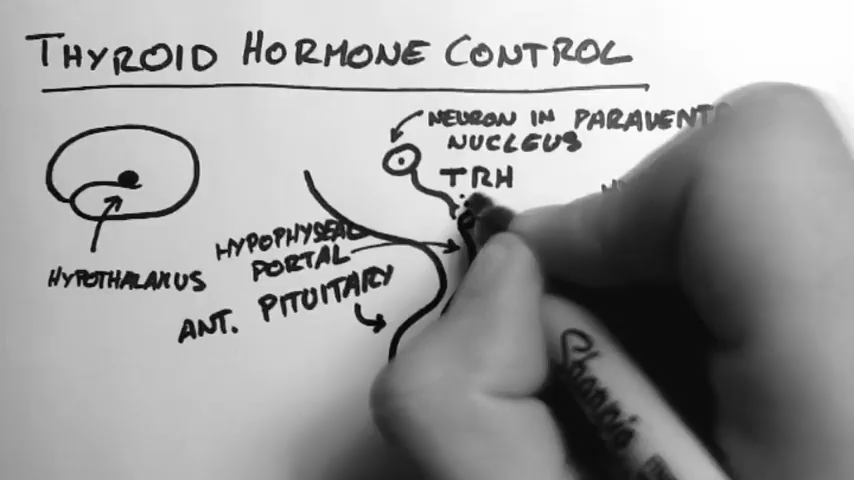 THYROID HORMONE CONTROL
NEURON IN PARAVENT
NUCLEUS
TRH
HYPOPHYSEAL
PORTAL
HYPOTHALAMUS
ANT. PITUITARY
Sharpie